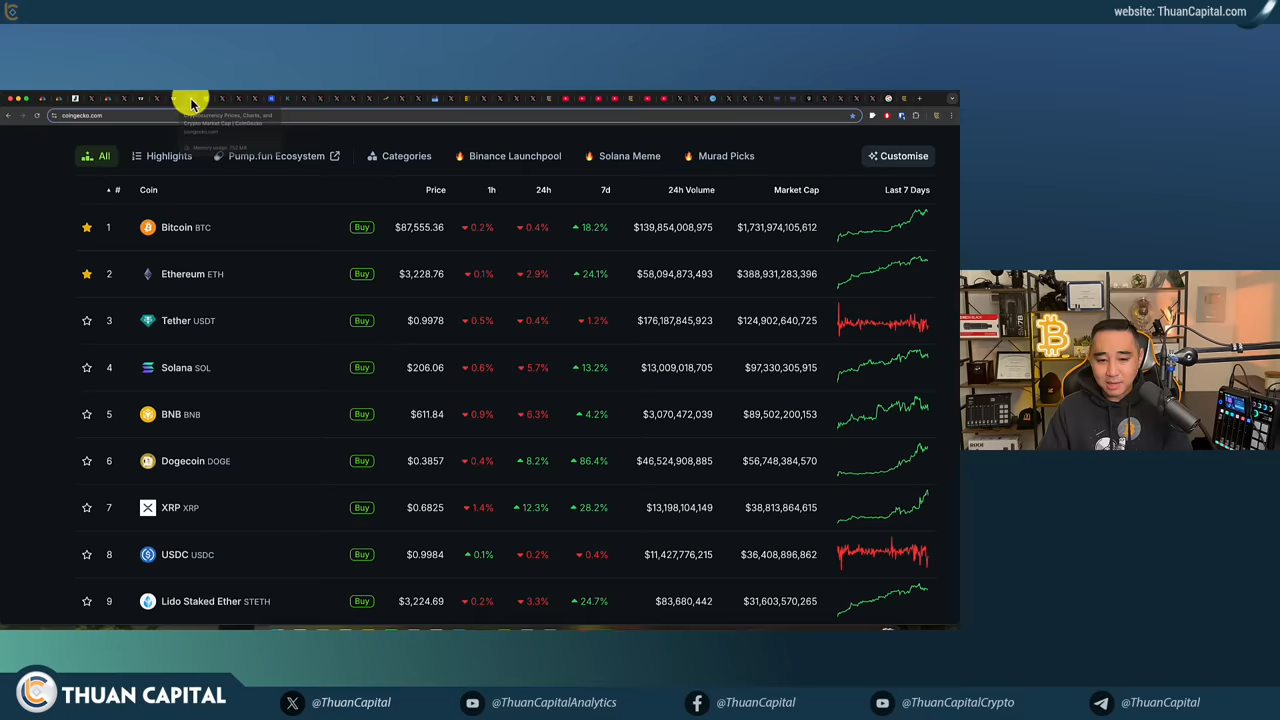 website: ThuanCapital.com
coingecko.com
Cryptocurrency Prices, Charts, and
Crypto Market Cap | CoinGecko
coingecko.com
All Highlights Pump.fun Ecosystem Categories Binance Launchpool Solana Meme Murad Picks Customise
# Coin Price 1h 24h 7d 24h Volume Market Cap Last 7 Days
1 Bitcoin BTC Buy $87,555.36 0.2% 0.4% 18.2% $139,854,008,975 $1,731,974,105,612
2 Ethereum ETH Buy $3,228.76 0.1% 2.9% 24.1% $58,094,873,493 $388,931,283,396
3 Tether USDT Buy $0.9978 0.5% 0.4% 1.2% $176,187,845,923 $124,902,640,725
4 Solana SOL Buy $206.06 0.6% 5.7% 13.2% $13,009,018,705 $97,330,305,915
5 BNB BNB Buy $611.84 0.9% 6.3% 4.2% $3,070,472,039 $89,502,200,153
6 Dogecoin DOGE Buy $0.3857 0.4% 8.2% 86.4% $46,524,908,885 $56,748,384,570
7 XRP XRP Buy $0.6825 1.4% 12.3% 28.2% $13,198,104,149 $38,813,864,615
8 USDC USDC Buy $0.9984 0.1% 0.2% 0.4% $11,427,776,215 $36,408,896,862
9 Lido Staked Ether STETH Buy $3,224.69 0.2% 3.3% 24.7% $83,680,442 $31,603,570,265
THUAN CAPITAL @ThuanCapital @ThuanCapitalAnalytics @ThuanCapital @ThuanCapitalCrypto @ThuanCapital